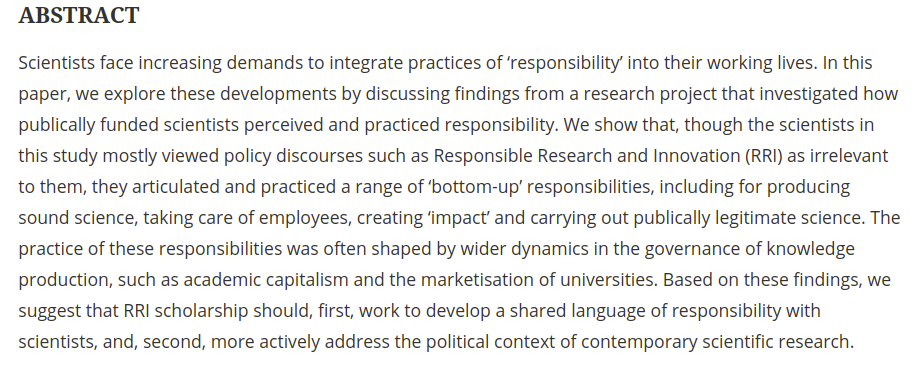 ABSTRACT
Scientists face increasing demands to integrate practices of ‘responsibility’ into their working lives. In this
paper, we explore these developments by discussing findings from a research project that investigated how
publically funded scientists perceived and practiced responsibility. We show that, though the scientists in
this study mostly viewed policy discourses such as Responsible Research and Innovation (RRI) as irrelevant
to them, they articulated and practiced a range of ‘bottom-up’ responsibilities, including for producing
sound science, taking care of employees, creating ‘impact’ and carrying out publically legitimate science. The
practice of these responsibilities was often shaped by wider dynamics in the governance of knowledge
production, such as academic capitalism and the marketisation of universities. Based on these findings, we
suggest that RRI scholarship should, first, work to develop a shared language of responsibility with
scientists, and, second, more actively address the political context of contemporary scientific research.